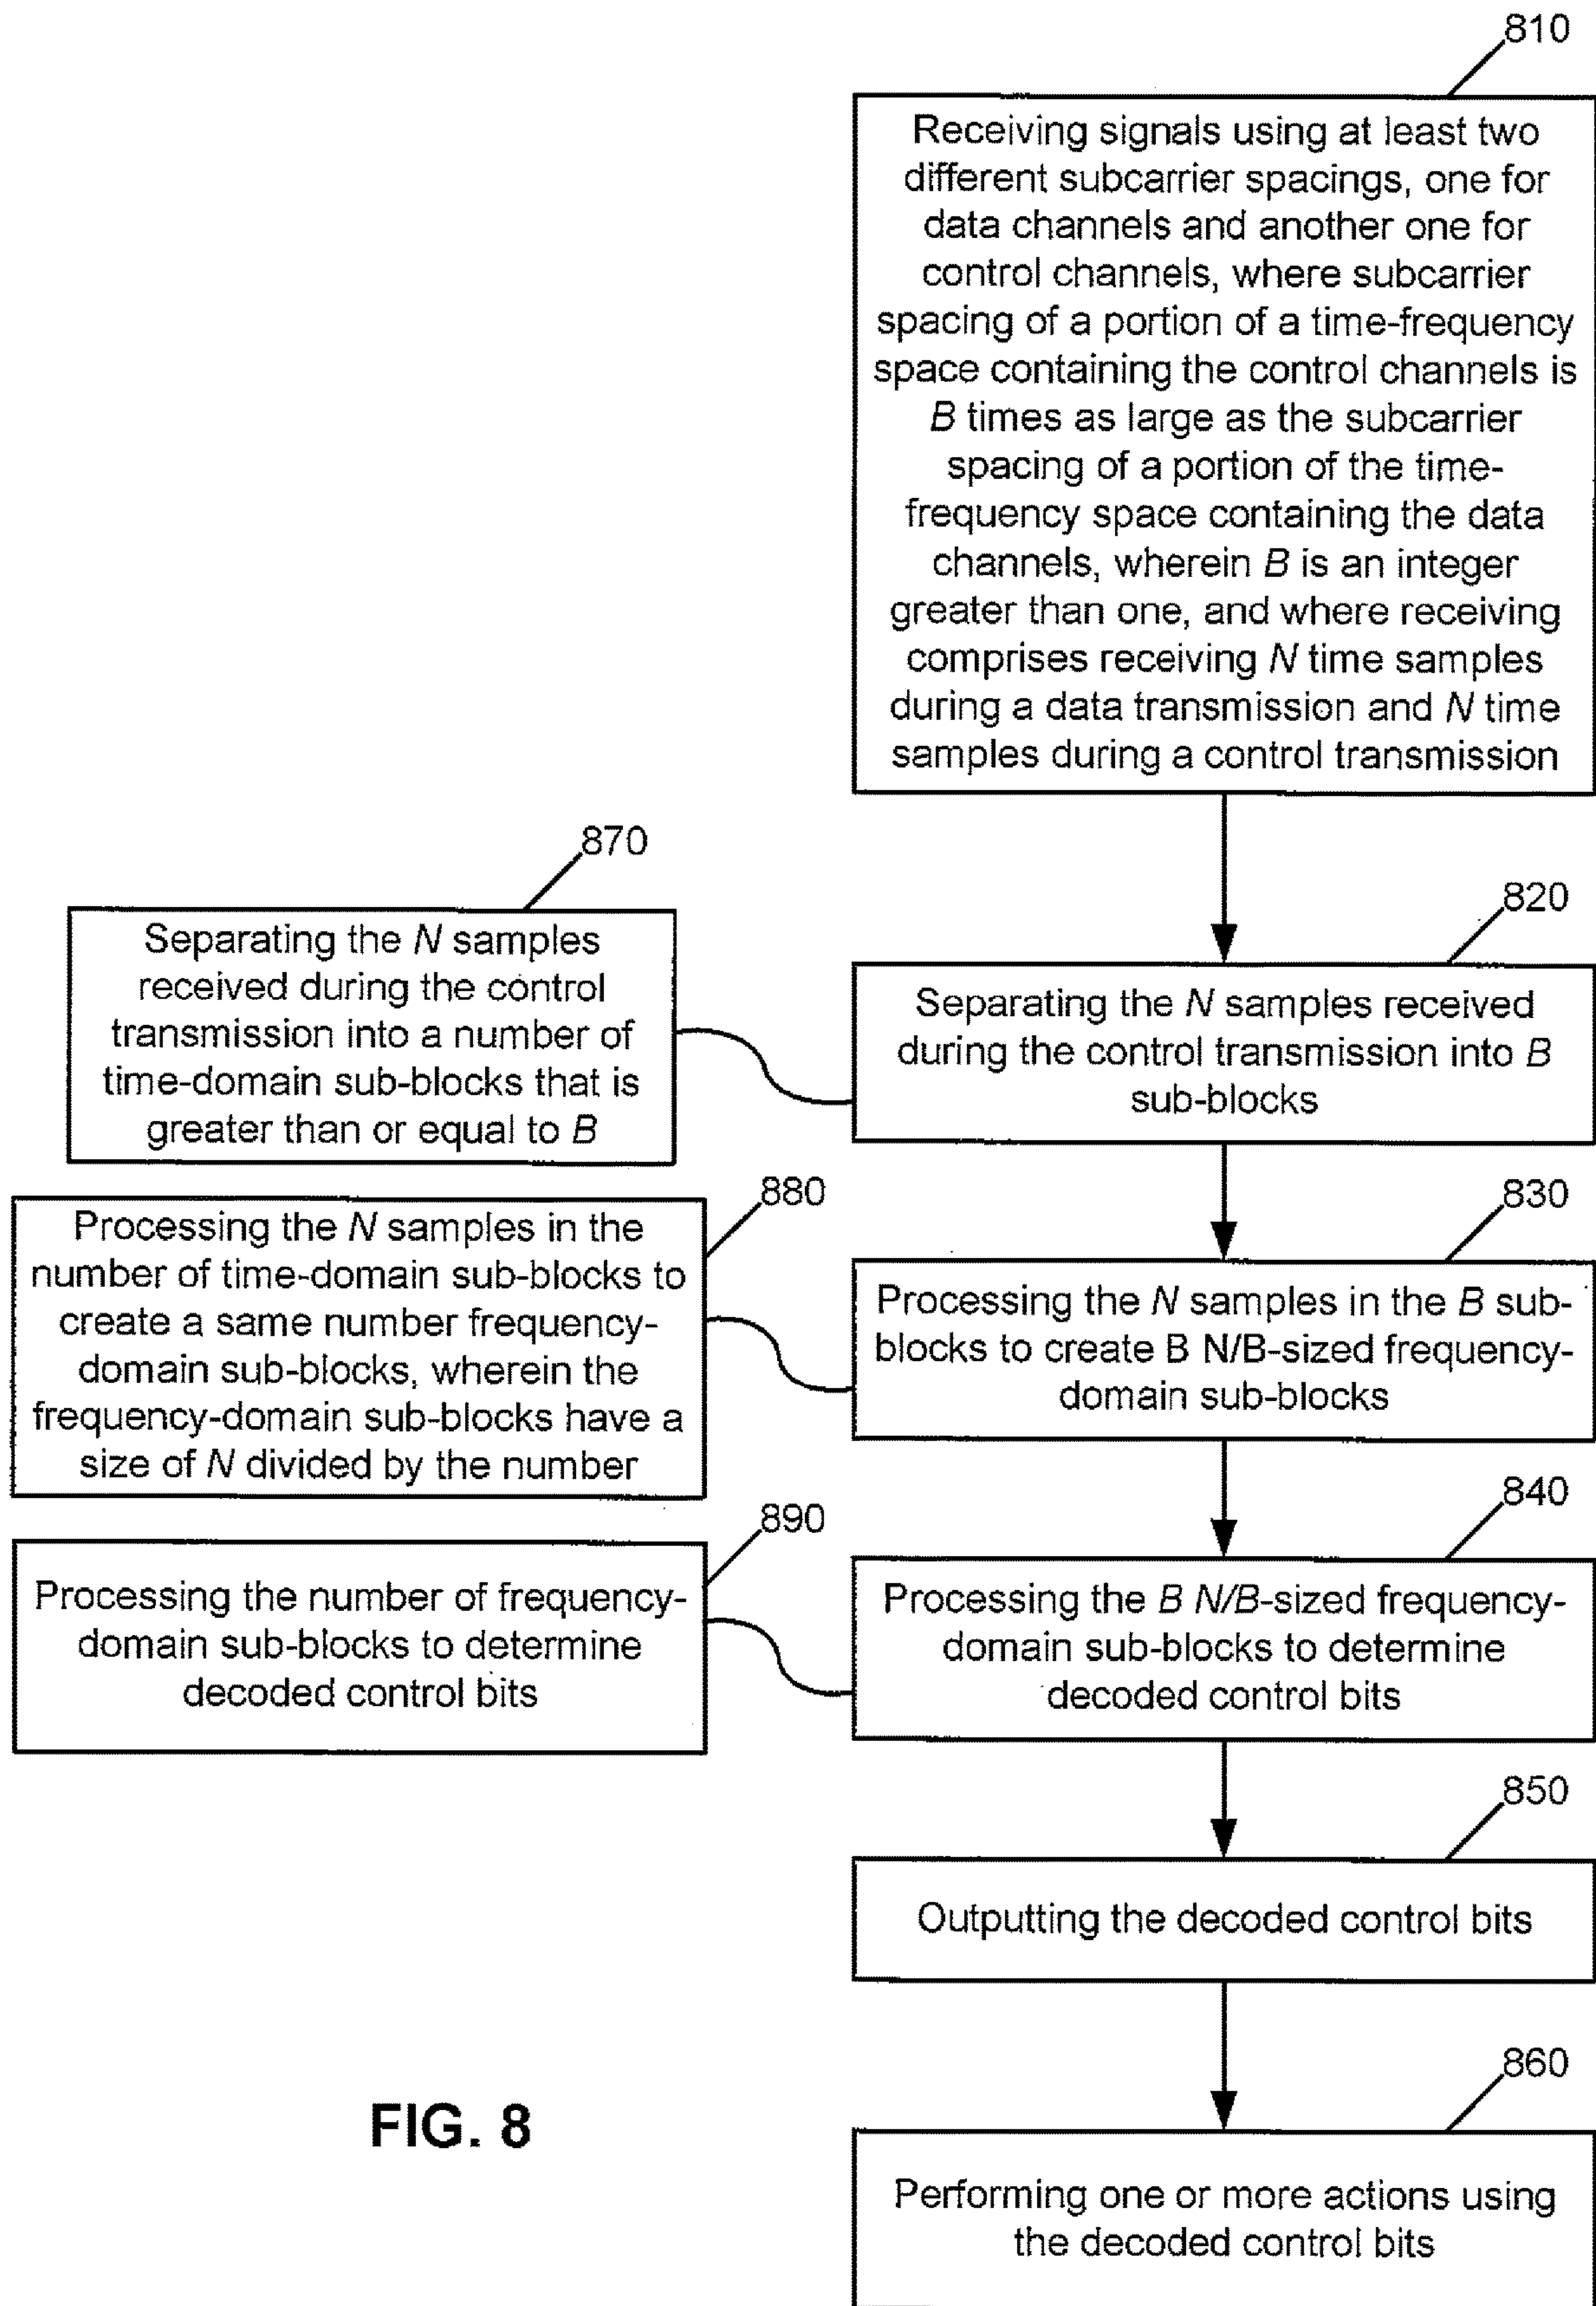 810
Receiving signals using at least two
different subcarrier spacings, one for
data channels and another one for
control channels, where subcarrier
spacing of a portion of a time-frequency
space containing the control channels is
B times as large as the subcarrier
spacing of a portion of the time-
frequency space containing the data
channels, wherein B is an integer
greater than one, and where receiving
comprises receiving N time samples
during a data transmission and N time
samples during a control transmission
870
Separating the N samples
received during the control
transmission into a number of
time-domain sub-blocks that is
greater than or equal to B
820
Separating the N samples received
during the control transmission into B
sub-blocks
880
Processing the N samples in the
number of time-domain sub-blocks to
create a same number frequency-
domain sub-blocks, wherein the
frequency-domain sub-blocks have a
size of N divided by the number
830
Processing the N samples in the B sub-
blocks to create B N/B-sized frequency-
domain sub-blocks
890
Processing the number of frequency-
domain sub-blocks to determine
decoded control bits
840
Processing the B N/B-sized frequency-
domain sub-blocks to determine
decoded control bits
850
Outputting the decoded control bits
860
Performing one or more actions using
the decoded control bits
FIG. 8